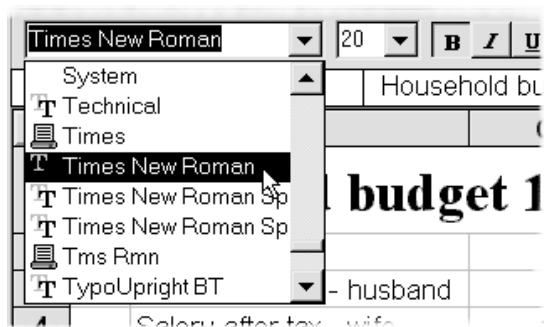 Times New Roman 20 B I U
System
Household bu
Technical
Times
Times New Roman
budget 1
Times New Roman Sp
Times New Roman Sp
Tms Rmn
TypoUpright BT
- husband
4 Salary after tax - wife